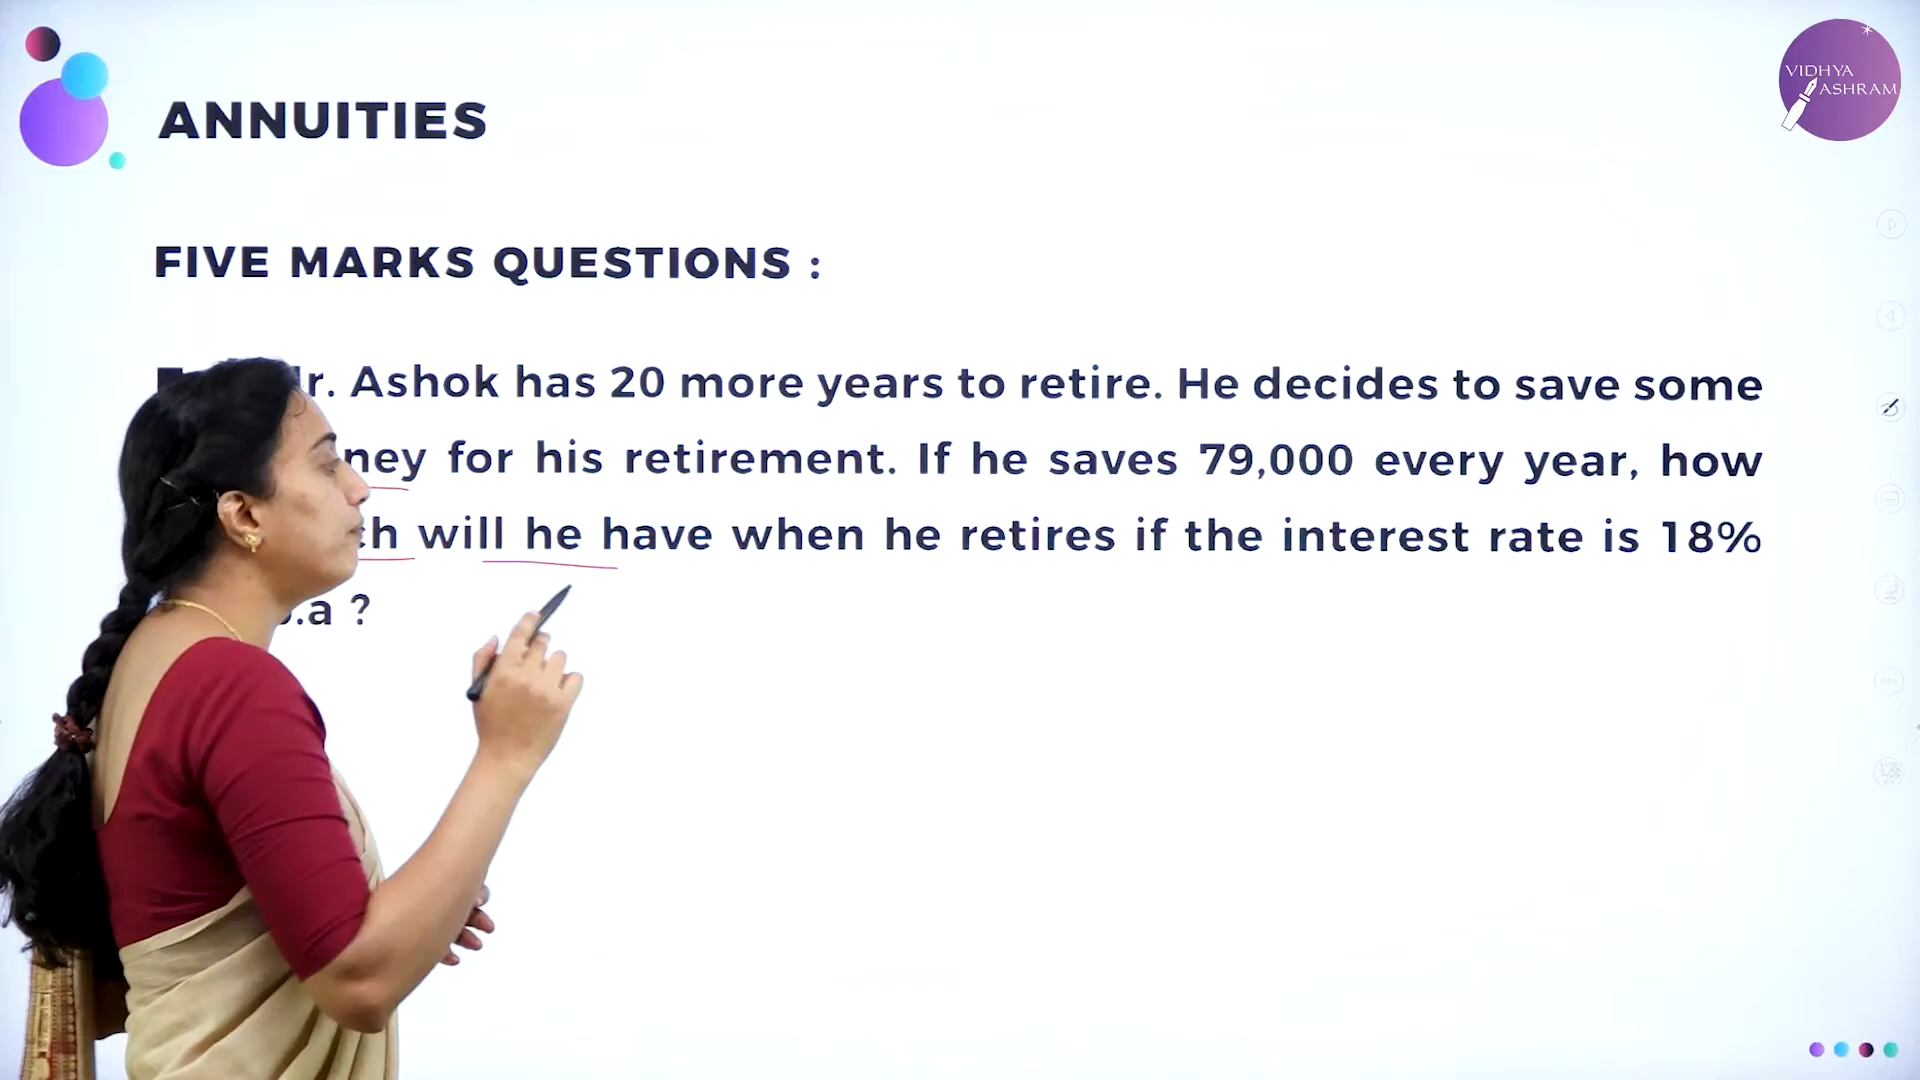 VIDHYA
ASHRAM
ANNUITIES
FIVE MARKS QUESTIONS :
r. Ashok has 20 more years to retire. He decides to save some
ney for his retirement. If he saves 79,000 every year, how
ch will he have when he retires if the interest rate is 18%
.a ?